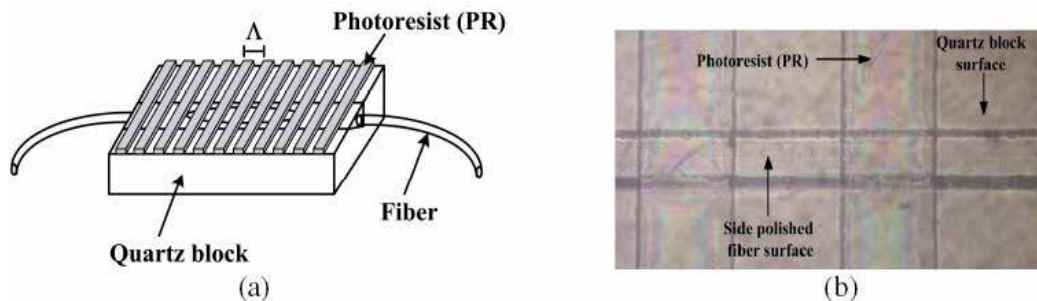 Photoresist (PR)
Λ
Fiber
Quartz block
(a)
Photoresist (PR)
Quartz block
surface
Side polished
fiber surface
(b)